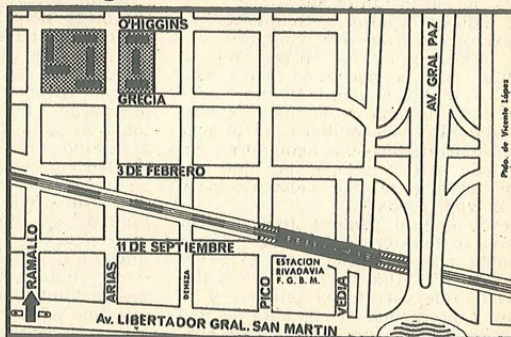 O'HIGGINS
GRECIA
3 DE FEBRERO
11 DE SEPTIEMBRE
RAMALLO
ARIAS
DEHEZA
PICO
VEDIA
ESTACION
RIVADAVIA
F. G. B. M.
AV. GRAL PAZ
Pdo. de Vicente López
Av. LIBERTADOR GRAL. SAN MARTIN